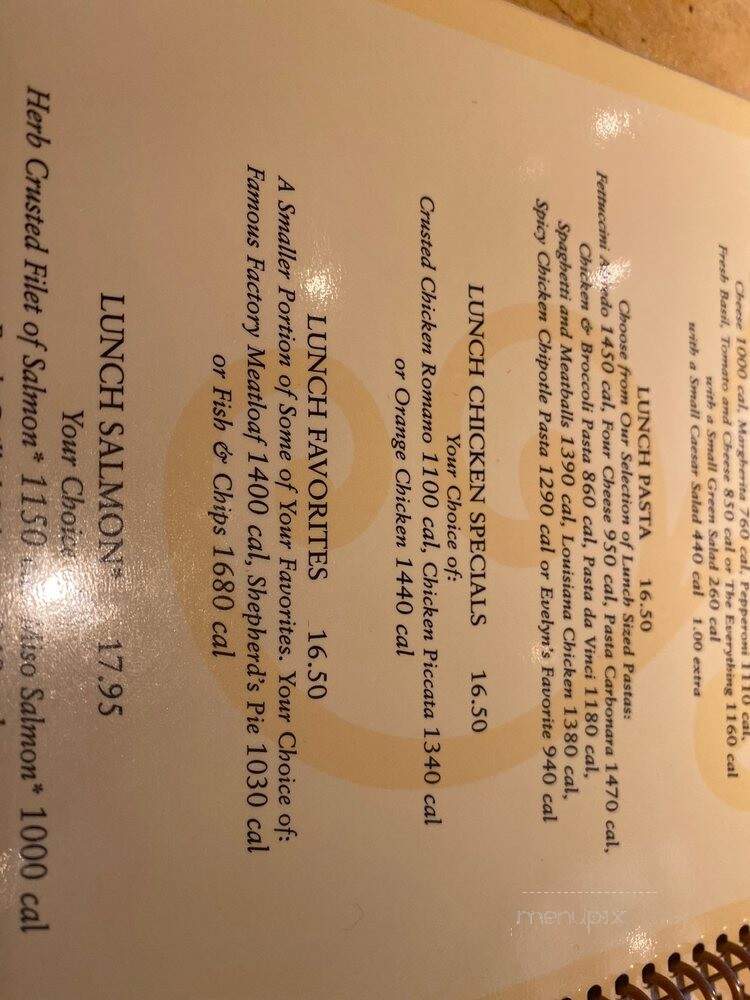 Cheese 1000 cal, Margherita 780 cal, Pepperoni 1110 cal,
Fresh Basil, Tomato and Cheese 850 cal or The Everything 1160 cal
with a Small Green Salad 260 cal
with a Small Caesar Salad 440 cal 1.00 extra
LUNCH PASTA 16.50
Choose from Our Selection of Lunch Sized Pastas:
Fettuccini Alfredo 1450 cal, Four Cheese 950 cal, Pasta Carbonara 1470 cal,
Chicken & Broccoli Pasta 860 cal, Pasta da Vinci 1180 cal,
Spaghetti and Meatballs 1390 cal, Louisiana Chicken 1380 cal,
Spicy Chicken Chipotle Pasta 1290 cal or Evelyn's Favorite 940 cal
LUNCH CHICKEN SPECIALS 16.50
Your Choice of:
Crusted Chicken Romano 1100 cal, Chicken Piccata 1340 cal
or Orange Chicken 1440 cal
LUNCH FAVORITES 16.50
A Smaller Portion of Some of Your Favorites. Your Choice of:
Famous Factory Meatloaf 1400 cal, Shepherd's Pie 1030 cal
or Fish & Chips 1680 cal
LUNCH SALMON* 17.95
Your Choice
Herb Crusted Filet of Salmon* 1150 Miso Salmon* 1000 cal
menupix